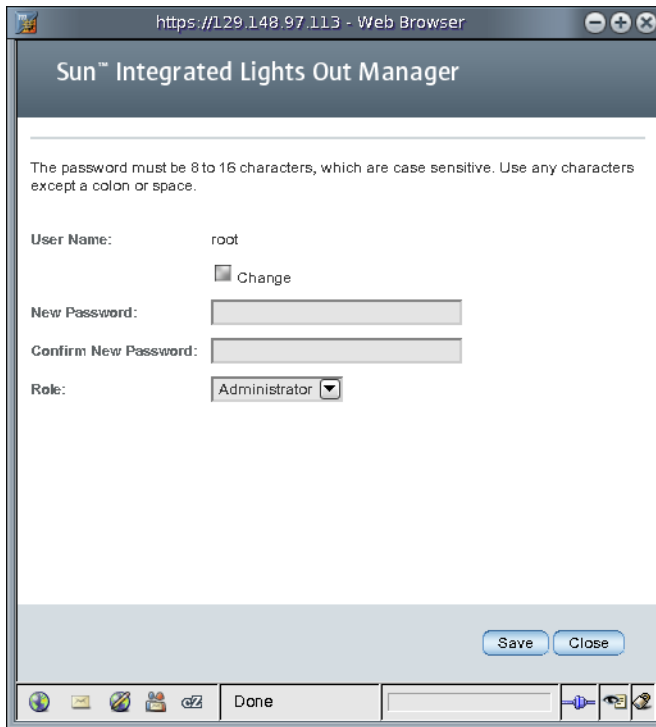 https://129.148.97.113 - Web Browser
Sun™ Integrated Lights Out Manager
The password must be 8 to 16 characters, which are case sensitive. Use any characters
except a colon or space.
User Name: root
Change
New Password:
Confirm New Password:
Role: Administrator
Save Close
Done